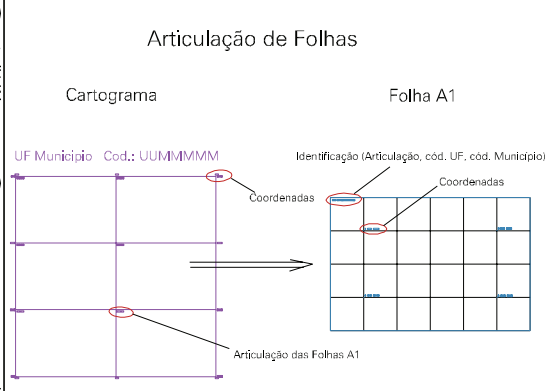 Articulação de Folhas
Cartograma
Folha A1
UF Municipio Cod.: UUMMMMM
Identificação (Articulação, cód. UF, cód. Município)
Coordenadas
Coordenadas
Articulação das Folhas A1